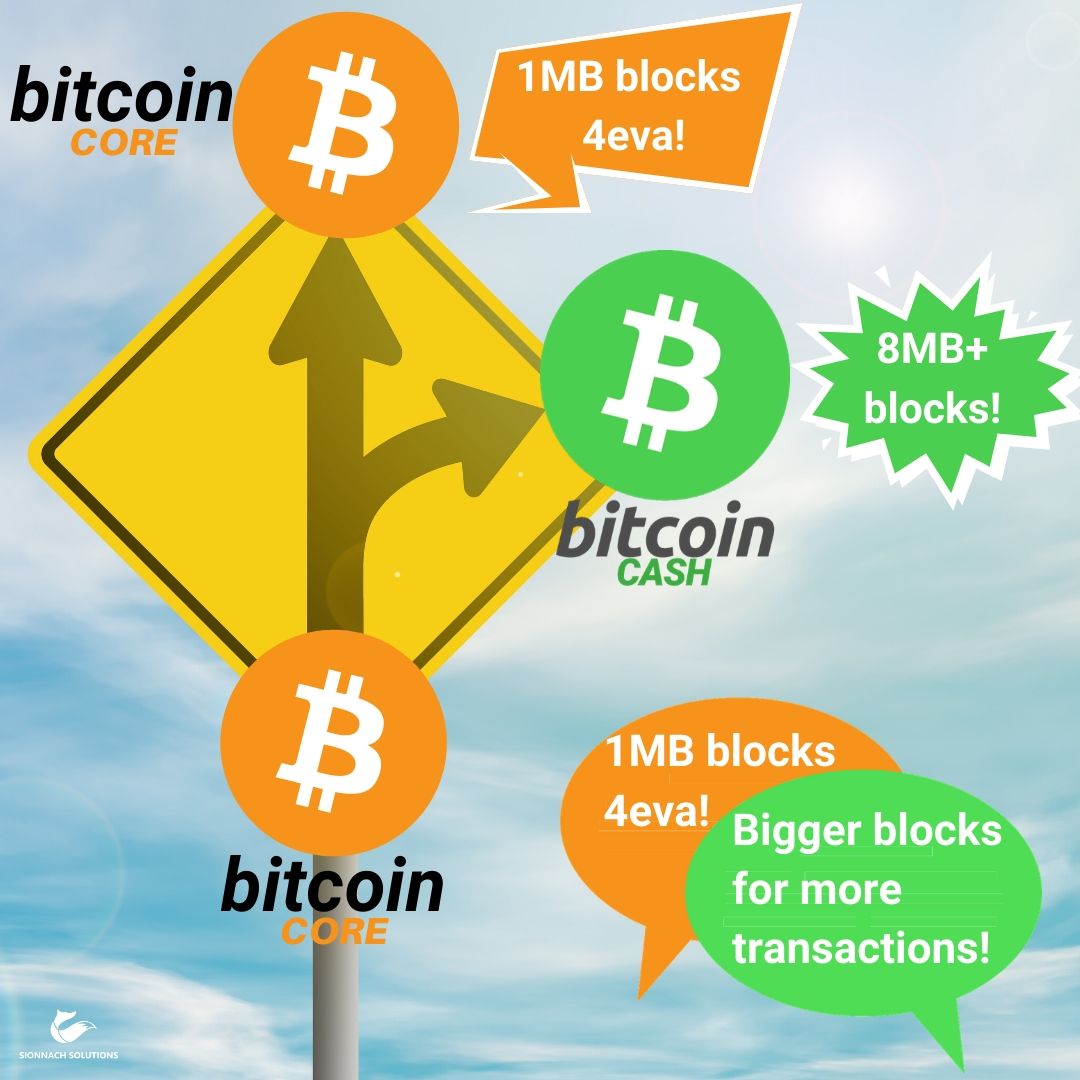 bitcoin
CORE
1MB blocks
4eva!
8MB+
blocks!
bitcoin
CASH
1MB blocks
4eva!
Bigger blocks
for more
transactions!
bitcoin
CORE
SIONNACH SOLUTIONS